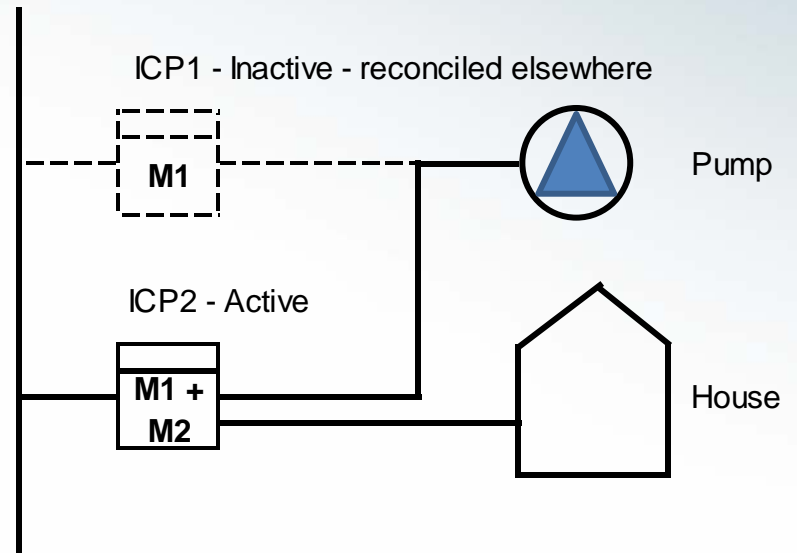 ICP1 - Inactive - reconciled elsewhere
M1
Pump
ICP2 - Active
M1 +
M2
House